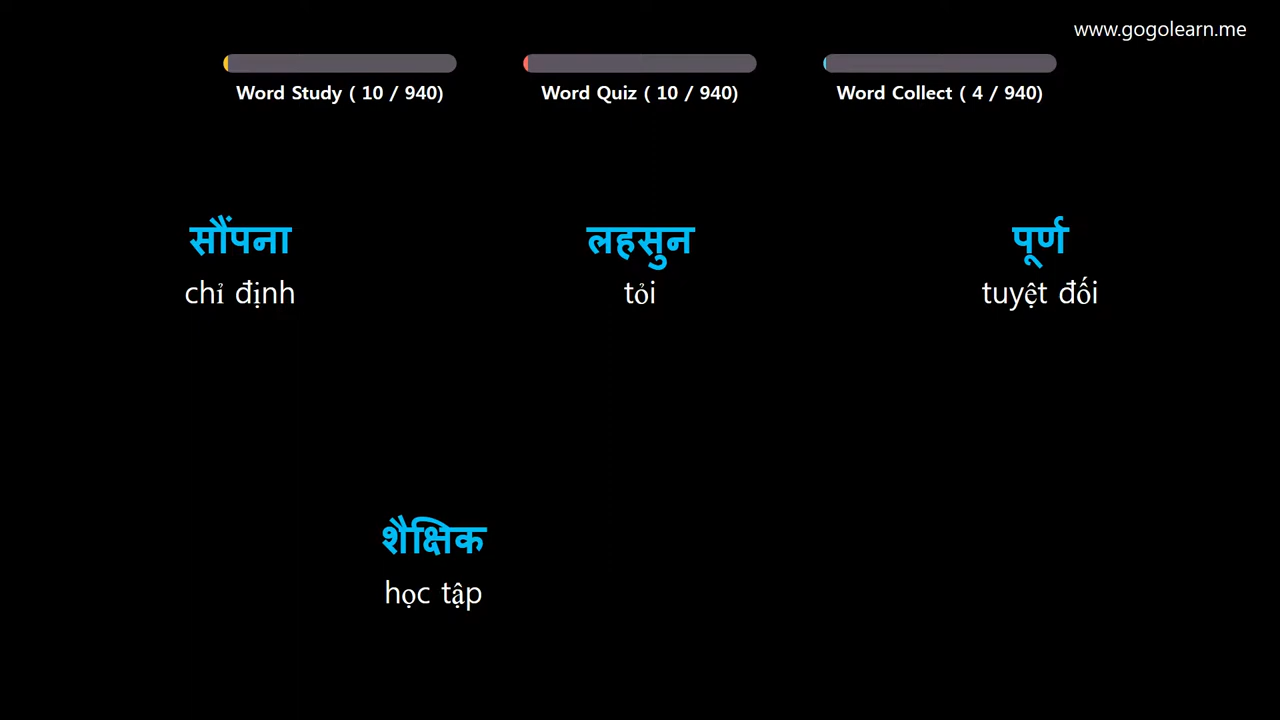 www.gogolearn.me
Word Study ( 10 / 940)
Word Quiz ( 10 / 940)
Word Collect ( 4 / 940)
सौंपना
chỉ định
लहसुन
tỏi
पूर्ण
tuyệt đối
शैक्षिक
học tập